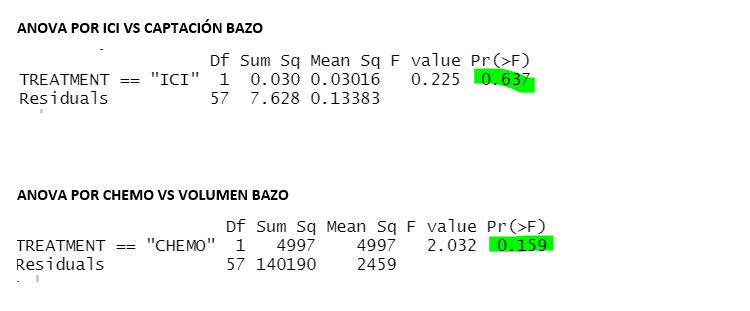 ANOVA POR ICI VS CAPTACIÓN BAZO
Df Sum Sq Mean Sq F value Pr(>F)
TREATMENT == "ICI" 1 0.030 0.03016 0.225 0.637
Residuals 57 7.628 0.13383
ANOVA POR CHEMO VS VOLUMEN BAZO
Df Sum Sq Mean Sq F value Pr(>F)
TREATMENT == "CHEMO" 1 4997 4997 2.032 0.159
Residuals 57 140190 2459